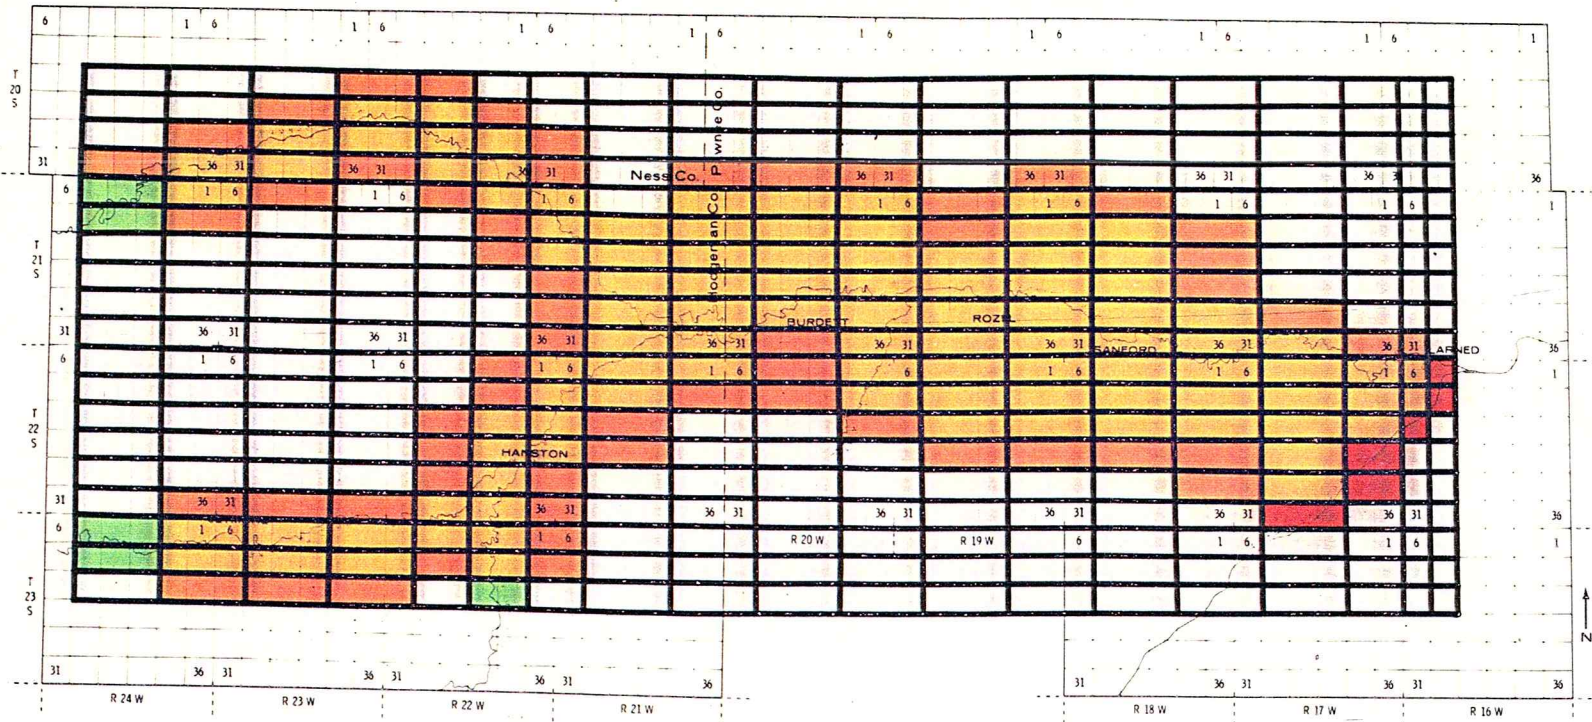 6 1 6 1 6 1 6 1 6 1 6 1 6 1 6 1
T
20
S
Pawnee Co.
31 36 31 36 31 36 31 Ness Co. 36 31 36 31 36 31 36 36
6 1 6 1 6 1 6 1 6 1 6 1 6 1 6 1
T
21
S
Hodgeman Co
BURDETT ROZEL
31 36 31 36 31 36 31 36 31 36 31 36 31 36 31 36 31 36
SANFORD LARNED
6 1 6 1 6 1 6 1 6 6 1 6 1 6 1 6 1
T
22
S
HANSTON
31 36 31 36 31 36 31 36 31 36 31 36 31 36 31 36
6 1 6 1 6 R 20 W R 19 W 6 1 6 1 6 1
T
23
S
N
31 36 31 36 31 36 31 36 31 36 31 36 31 36
R 24 W R 23 W R 22 W R 21 W R 18 W R 17 W R 16 W